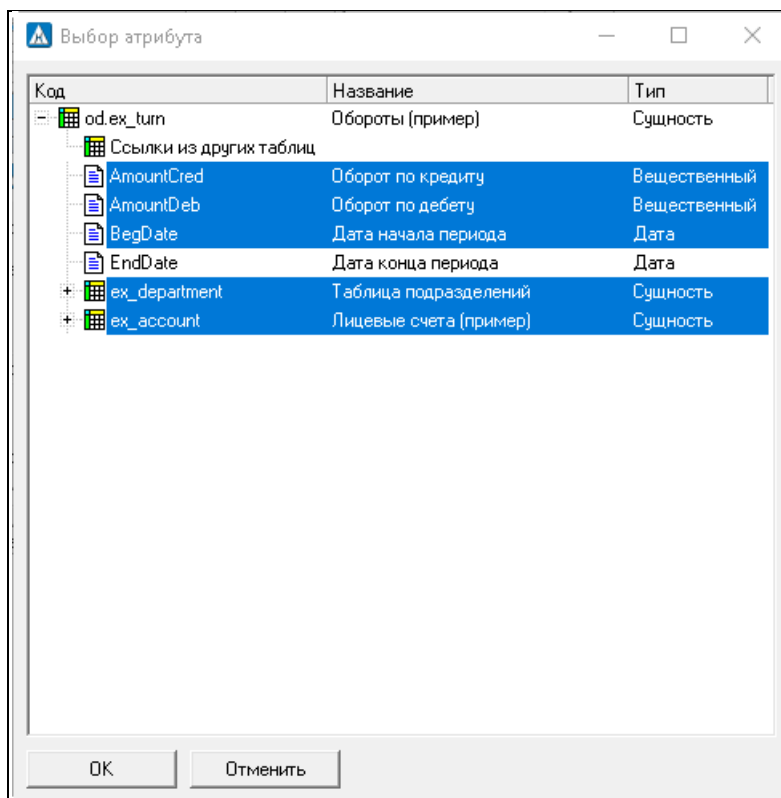 Выбор атрибута
Код Название Тип
od.ex_turn Обороты (пример) Сущность
Ссылки из других таблиц
AmountCred Оборот по кредиту Вещественный
AmountDeb Оборот по дебету Вещественный
BegDate Дата начала периода Дата
EndDate Дата конца периода Дата
ex_department Таблица подразделений Сущность
ex_account Лицевые счета (пример) Сущность
OK Отменить